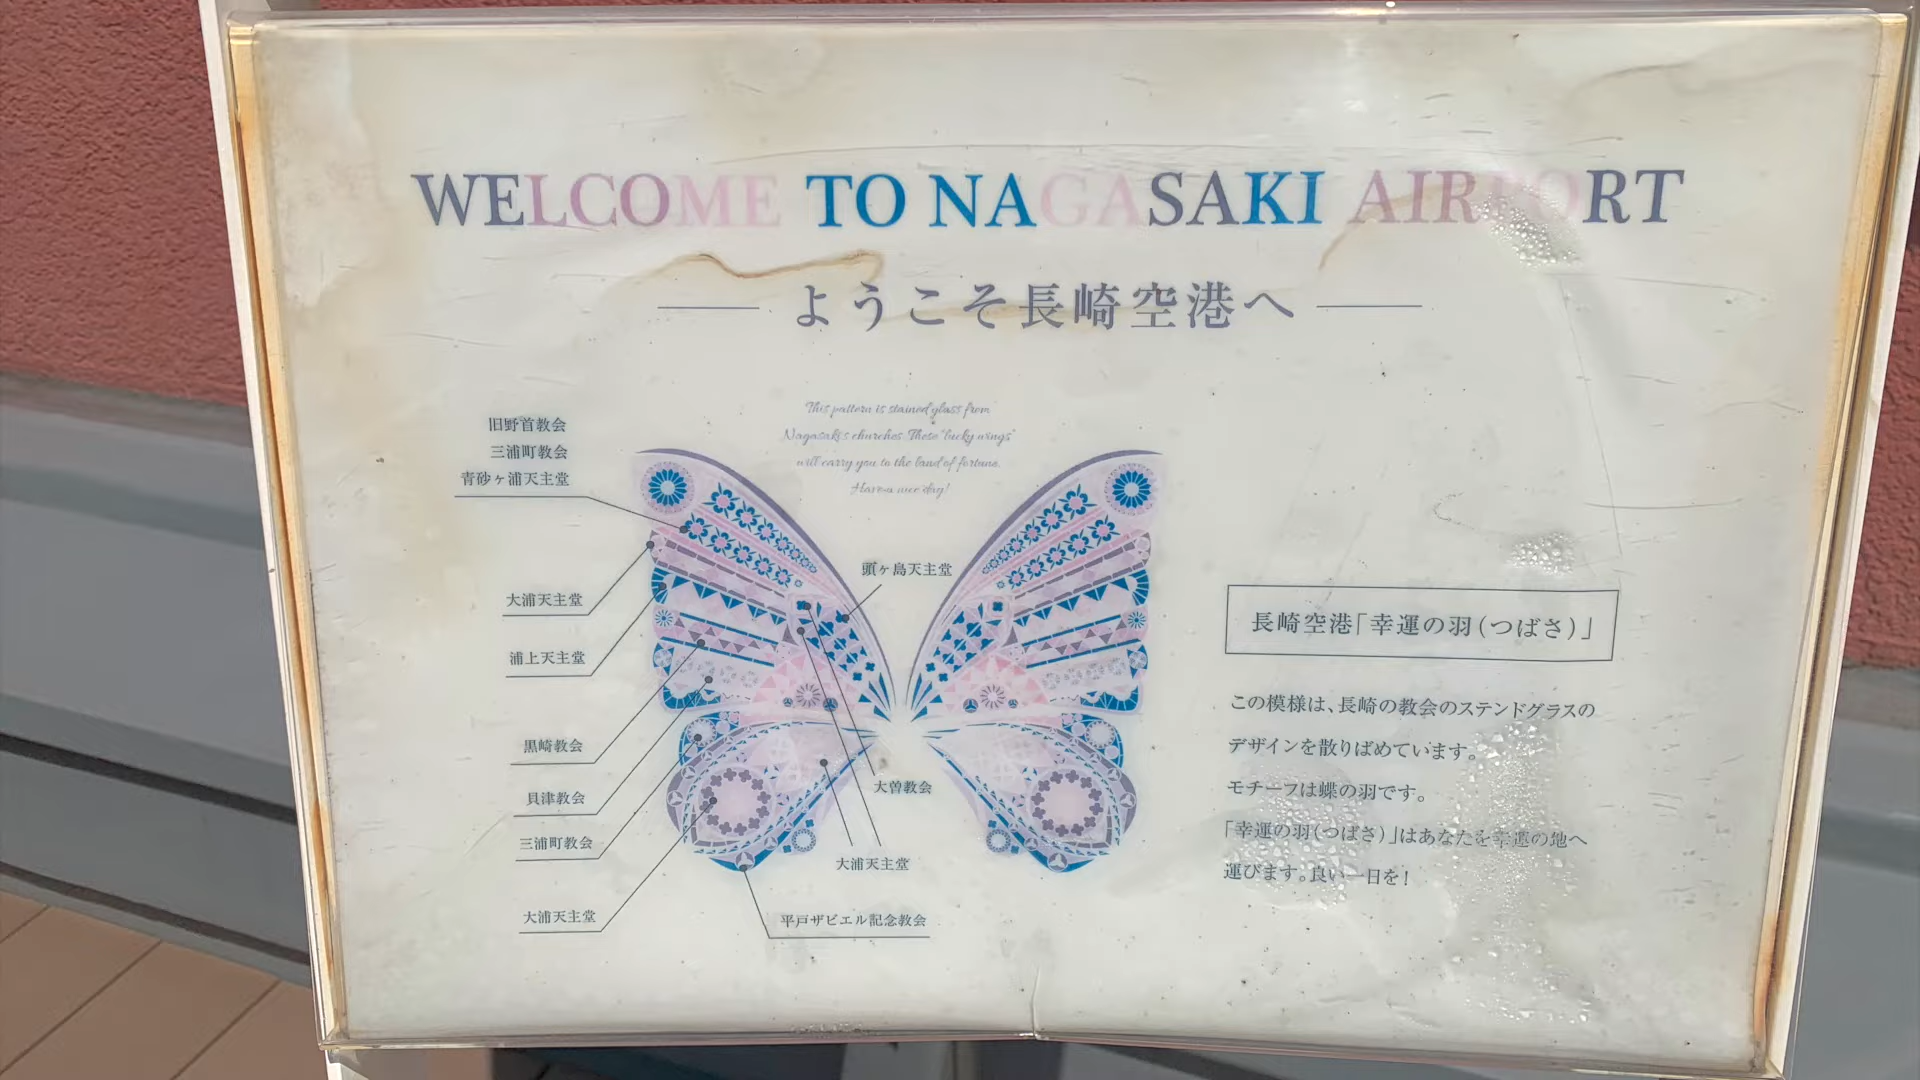 WELCOME TO NAGASAKI AIRPORT
ようこそ長崎空港へ
This pattern is stained glass from
Nagasaki's churches. These "lucky wings"
will carry you to the land of fortune.
Have a nice day!
旧野首教会
三浦町教会
青砂ヶ浦天主堂
大浦天主堂
浦上天主堂
黒崎教会
貝津教会
三浦町教会
大浦天主堂
頭ヶ島天主堂
大曽教会
大浦天主堂
平戸ザビエル記念教会
長崎空港「幸運の羽(つばさ)」
この模様は、長崎の教会のステンドグラスの
デザインを散りばめています。
モチーフは蝶の羽です。
「幸運の羽(つばさ)」はあなたを幸運の地へ
運びます。良い一日を!